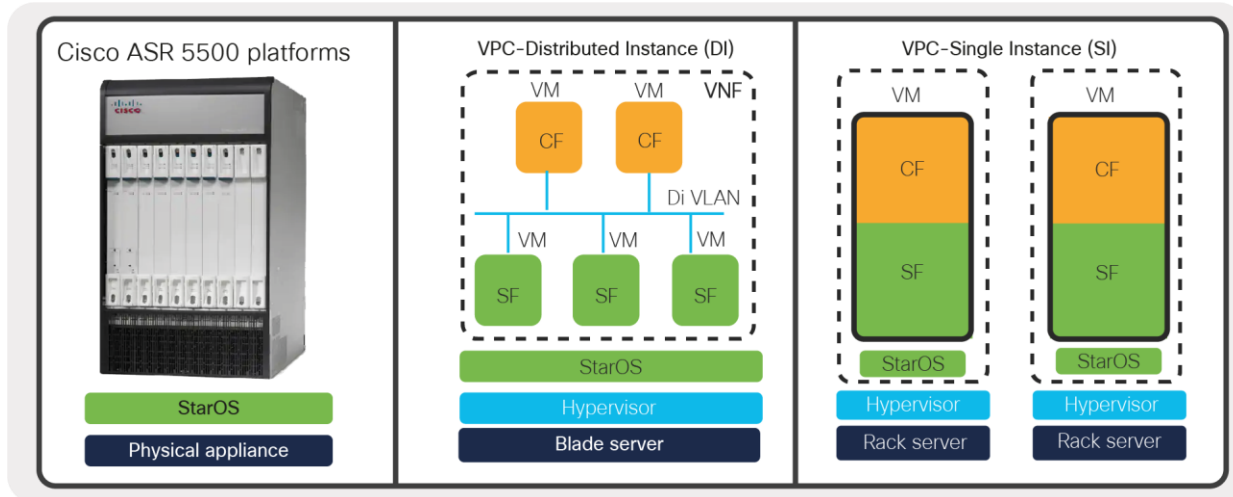 Cisco ASR 5500 platforms
CISCO
StarOS
Physical appliance
VPC-Distributed Instance (DI)
VM VM VNF
CF CF
Di VLAN
VM VM VM
SF SF SF
StarOS
Hypervisor
Blade server
VPC-Single Instance (SI)
VM VM
CF CF
SF SF
StarOS StarOS
Hypervisor Hypervisor
Rack server Rack server